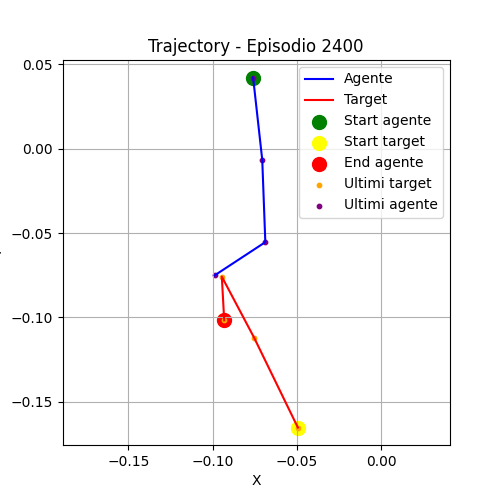 Trajectory - Episodio 2400
0.05
0.00
−0.05
−0.10
−0.15
Agente
Target
Start agente
Start target
End agente
Ultimi target
Ultimi agente
−0.15
−0.10
−0.05
0.00
X